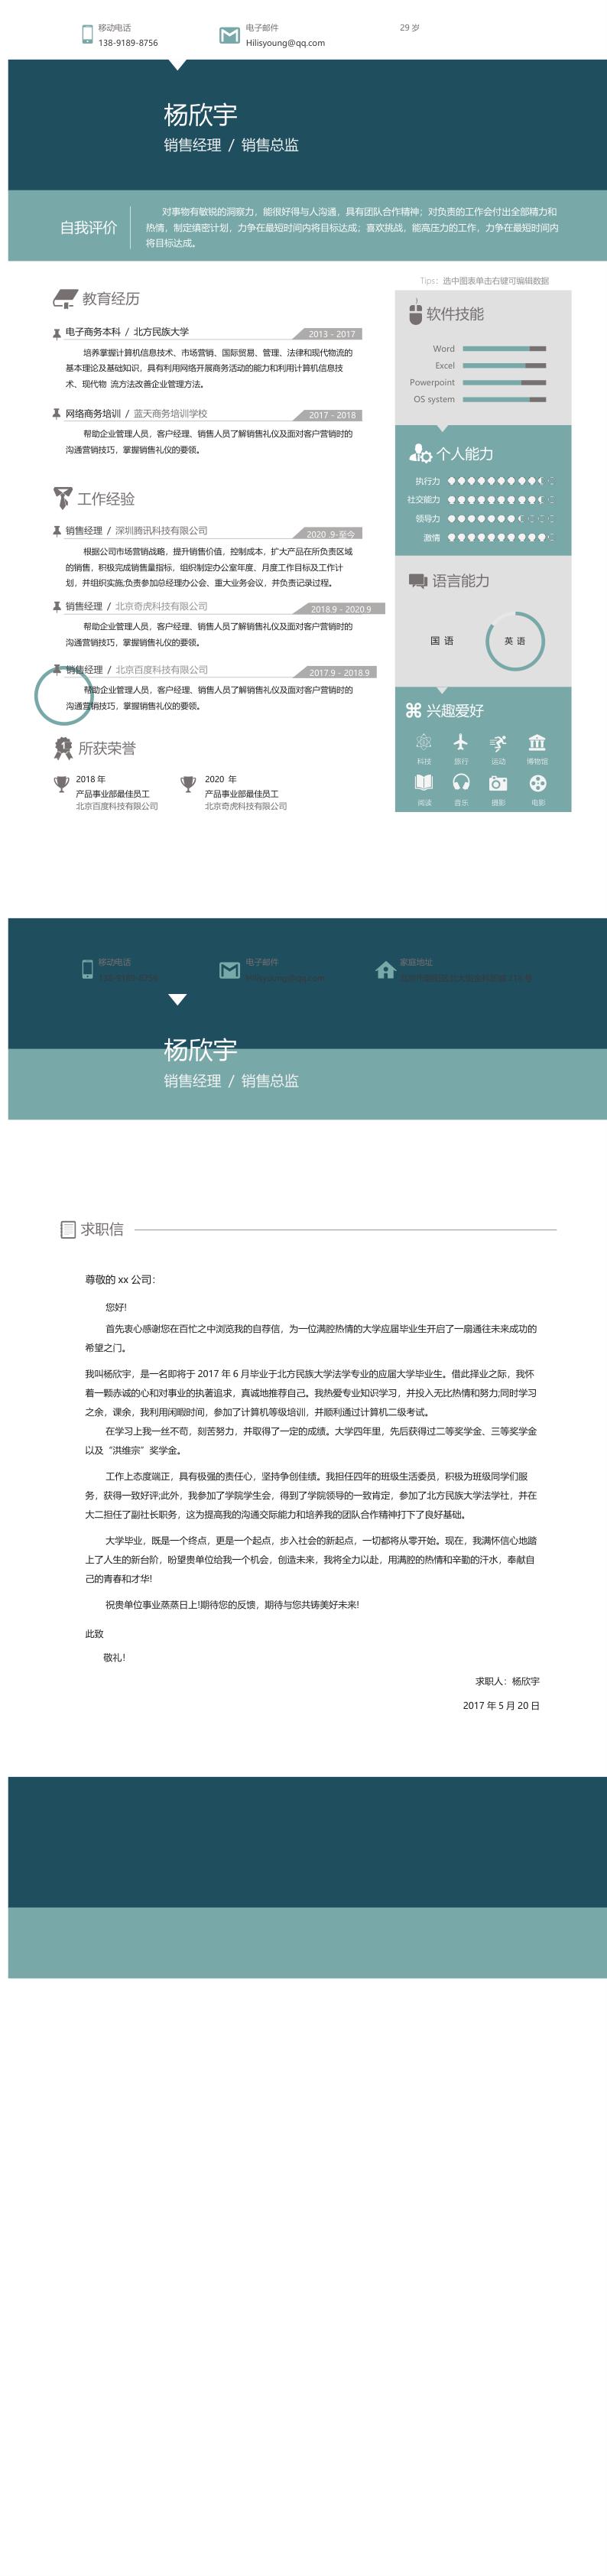 移动电话
138-9189-8756
电子邮件
Hilisyoung@qq.com
29 岁
杨欣宇
销售经理 / 销售总监
自我评价
对事物有敏锐的洞察力，能很好得与人沟通，具有团队合作精神；对负责的工作会付出全部精力和
热情，制定缜密计划，力争在最短时间内将目标达成；喜欢挑战，能高压力的工作，力争在最短时间内
将目标达成。
教育经历
电子商务本科 / 北方民族大学
2013 - 2017
培养掌握计算机信息技术、市场营销、国际贸易、管理、法律和现代物流的
基本理论及基础知识，具有利用网络开展商务活动的能力和利用计算机信息技
术、现代物 流方法改善企业管理方法。
网络商务培训 / 蓝天商务培训学校
2017 - 2018
帮助企业管理人员，客户经理、销售人员了解销售礼仪及面对客户营销时的
沟通营销技巧，掌握销售礼仪的要领。
工作经验
销售经理 / 深圳腾讯科技有限公司
2020 .9-至今
根据公司市场营销战略，提升销售价值，控制成本，扩大产品在所负责区域
的销售，积极完成销售量指标，组织制定办公室年度、月度工作目标及工作计
划，并组织实施;负责参加总经理办公会、重大业务会议，并负责记录过程。
销售经理 / 北京奇虎科技有限公司
2018.9 - 2020.9
帮助企业管理人员，客户经理、销售人员了解销售礼仪及面对客户营销时的
沟通营销技巧，掌握销售礼仪的要领。
销售经理 / 北京百度科技有限公司
2017.9 - 2018.9
帮助企业管理人员，客户经理、销售人员了解销售礼仪及面对客户营销时的
沟通营销技巧，掌握销售礼仪的要领。
所获荣誉
1
2018 年
产品事业部最佳员工
北京百度科技有限公司
2020 年
产品事业部最佳员工
北京奇虎科技有限公司
Tips：选中图表单击右键可编辑数据
软件技能
Word
Excel
Powerpoint
OS system
个人能力
执行力
社交能力
领导力
激情
语言能力
国 语
英 语
兴趣爱好
科技
旅行
运动
博物馆
阅读
音乐
摄影
电影
移动电话
138-9189-8756
电子邮件
Hilisyoung@qq.com
家庭地址
杨欣宇
销售经理 / 销售总监
求职信
尊敬的 xx 公司：
您好!
首先衷心感谢您在百忙之中浏览我的自荐信，为一位满腔热情的大学应届毕业生开启了一扇通往未来成功的
希望之门。
我叫杨欣宇，是一名即将于 2017 年 6 月毕业于北方民族大学法学专业的应届大学毕业生。借此择业之际，我怀
着一颗赤诚的心和对事业的执著追求，真诚地推荐自己。我热爱专业知识学习，并投入无比热情和努力;同时学习
之余，课余，我利用闲暇时间，参加了计算机等级培训，并顺利通过计算机二级考试。
在学习上我一丝不苟，刻苦努力，并取得了一定的成绩。大学四年里，先后获得过二等奖学金、三等奖学金
以及“洪维宗”奖学金。
工作上态度端正，具有极强的责任心，坚持争创佳绩。我担任四年的班级生活委员，积极为班级同学们服
务，获得一致好评;此外，我参加了学院学生会，得到了学院领导的一致肯定，参加了北方民族大学法学社，并在
大二担任了副社长职务，这为提高我的沟通交际能力和培养我的团队合作精神打下了良好基础。
大学毕业，既是一个终点，更是一个起点，步入社会的新起点，一切都将从零开始。现在，我满怀信心地踏
上了人生的新台阶，盼望贵单位给我一个机会，创造未来，我将全力以赴，用满腔的热情和辛勤的汗水，奉献自
己的青春和才华!
祝贵单位事业蒸蒸日上!期待您的反馈，期待与您共铸美好未来!
此致
敬礼!
求职人：杨欣宇
2017 年 5 月 20 日